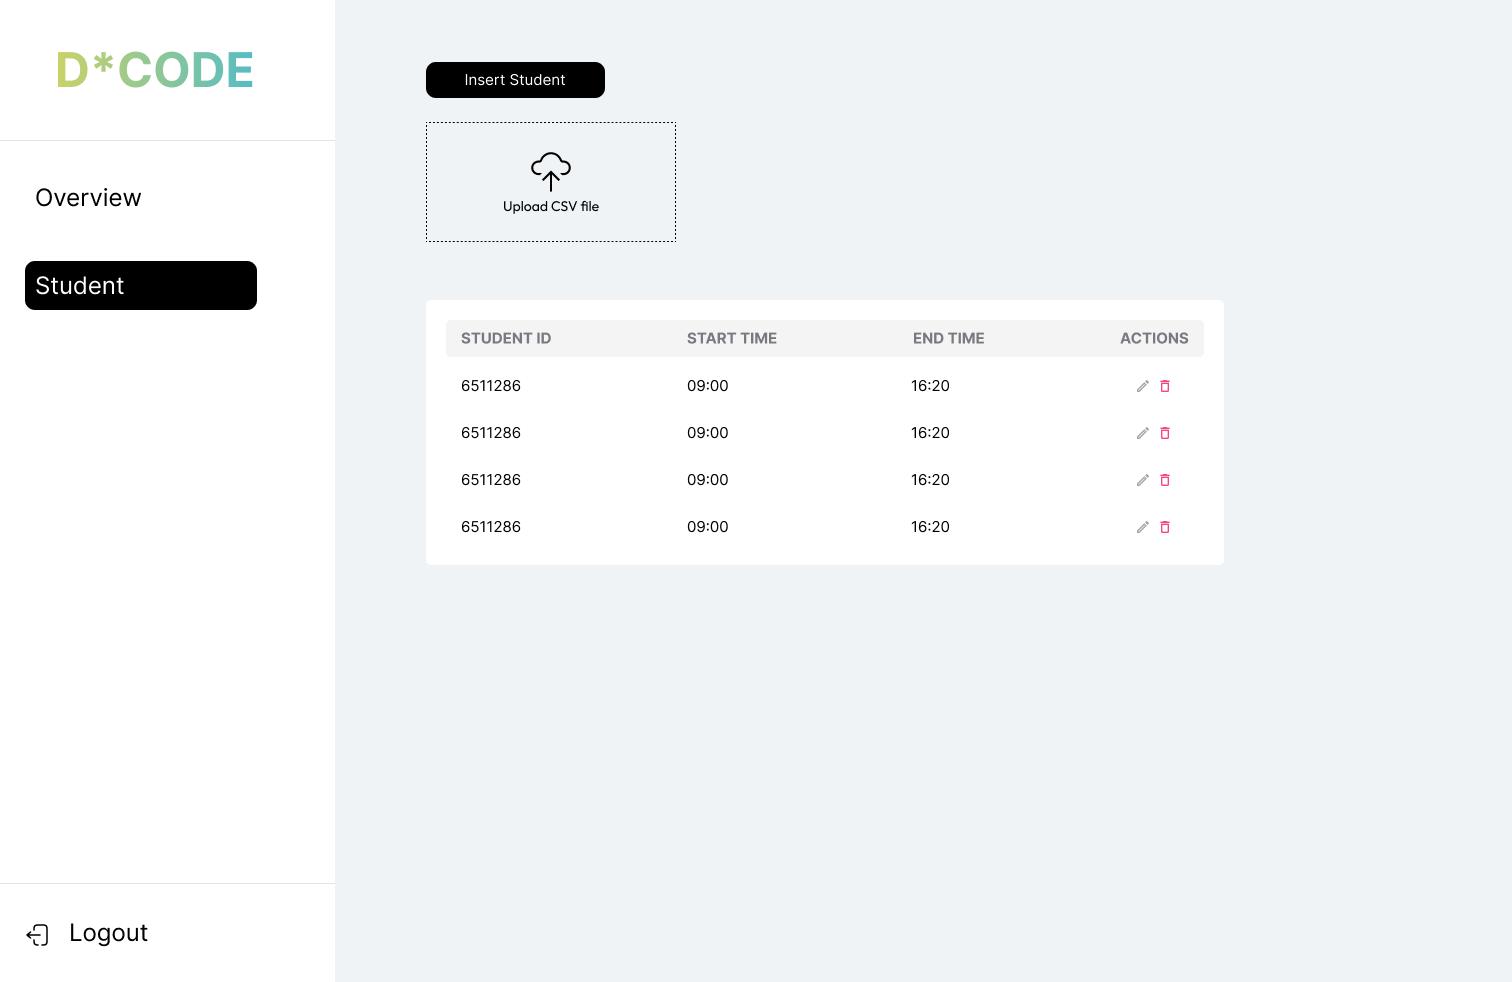 D*CODE
Overview
Student
Logout
Insert Student
Upload CSV file
STUDENT ID START TIME END TIME ACTIONS
6511286 09:00 16:20
6511286 09:00 16:20
6511286 09:00 16:20
6511286 09:00 16:20